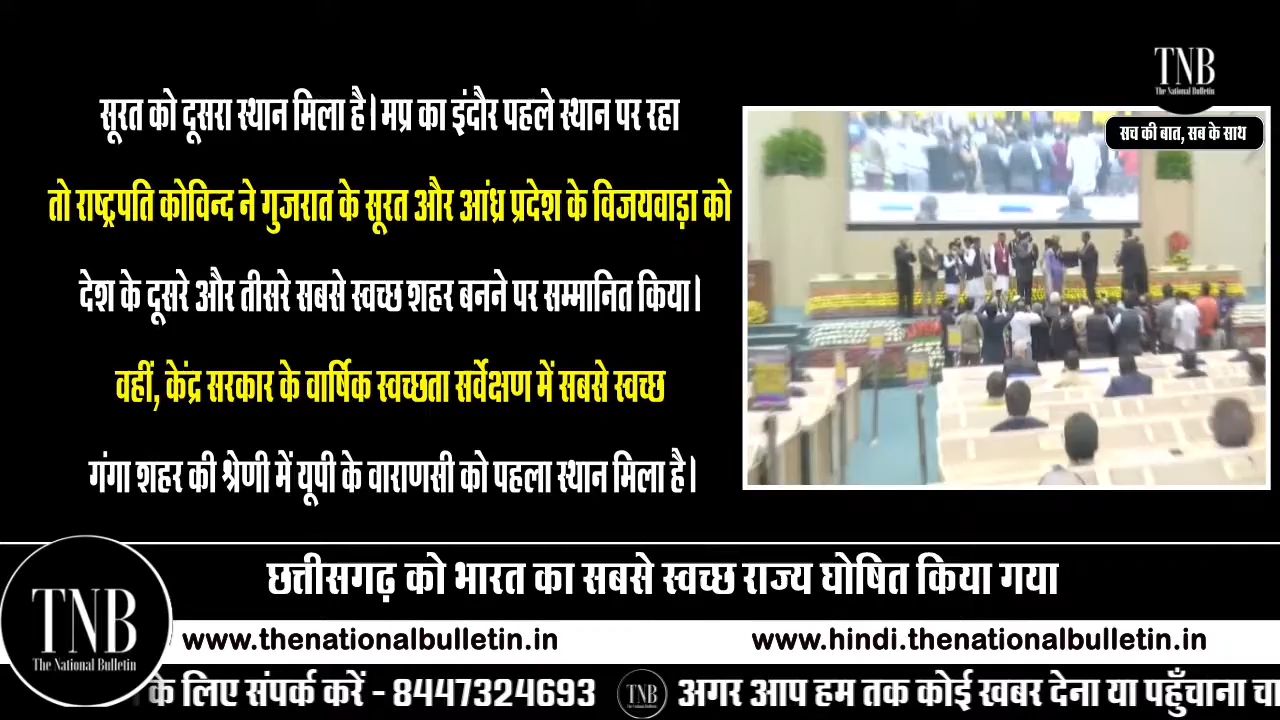 TNB
The National Bulletin
सच की बात, सब के साथ
सूरत को दूसरा स्थान मिला है। मप्र का इंदौर पहले स्थान पर रहा
तो राष्ट्रपति कोविन्द ने गुजरात के सूरत और आंध्र प्रदेश के विजयवाड़ा को
देश के दूसरे और तीसरे सबसे स्वच्छ शहर बनने पर सम्मानित किया।
वहीं, केंद्र सरकार के वार्षिक स्वच्छता सर्वेक्षण में सबसे स्वच्छ
गंगा शहर की श्रेणी में यूपी के वाराणसी को पहला स्थान मिला है।
छत्तीसगढ़ को भारत का सबसे स्वच्छ राज्य घोषित किया गया
TNB
The National Bulletin
www.thenationalbulletin.in
www.hindi.thenationalbulletin.in
के लिए संपर्क करें - 8447324693 TNB अगर आप हम तक कोई खबर देना या पहुँचाना चा